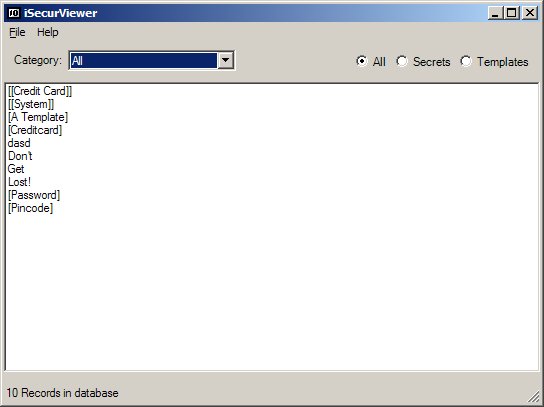 iSecurViewer
File Help
Category: All All Secrets Templates
[[Credit Card]]
[[System]]
[A Template]
[Creditcard]
dasd
Don't
Get
Lost!
[Password]
[Pincode]
10 Records in database